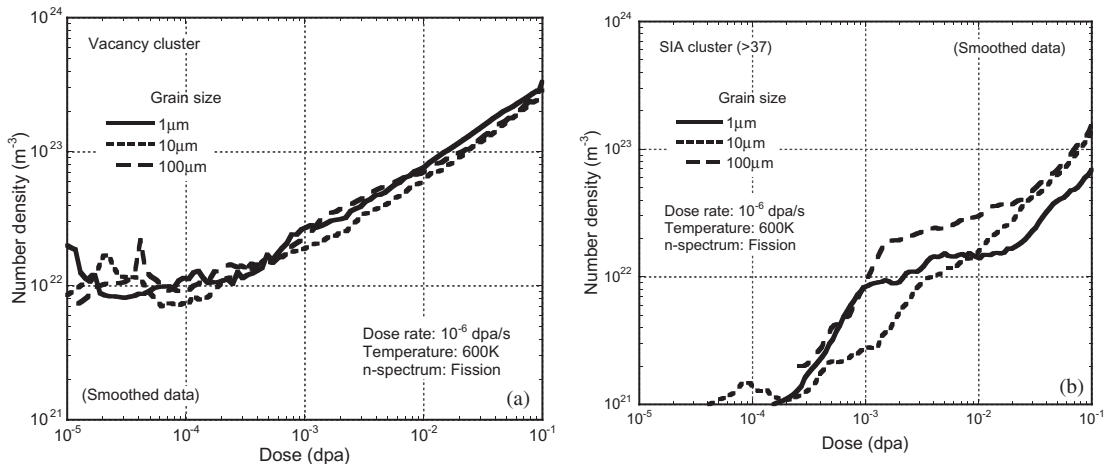 10^24
10^23
10^22
10^21
Number density (m^-3)
Vacancy cluster
Grain size
1μm
10μm
100μm
Dose rate: 10^-6 dpa/s
Temperature: 600K
n-spectrum: Fission
(Smoothed data)
(a)
10^-5
10^-4
10^-3
10^-2
10^-1
Dose (dpa)
10^24
10^23
10^22
10^21
Number density (m^-3)
SIA cluster (>37)
(Smoothed data)
Grain size
1μm
10μm
100μm
Dose rate: 10^-6 dpa/s
Temperature: 600K
n-spectrum: Fission
(b)
10^-5
10^-4
10^-3
10^-2
10^-1
Dose (dpa)